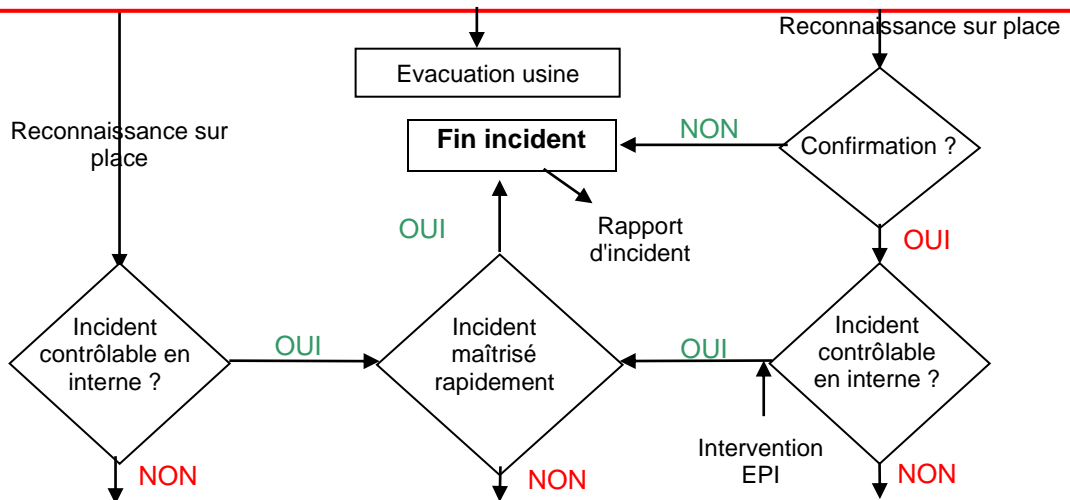 Reconnaissance sur place
Evacuation usine
Reconnaissance sur
place
Fin incident
NON
Confirmation ?
OUI
Rapport
d'incident
OUI
Incident
contrôlable en
interne ?
OUI
Incident
maîtrisé
rapidement
OUI
Incident
contrôlable
en interne ?
Intervention
EPI
NON
NON
NON